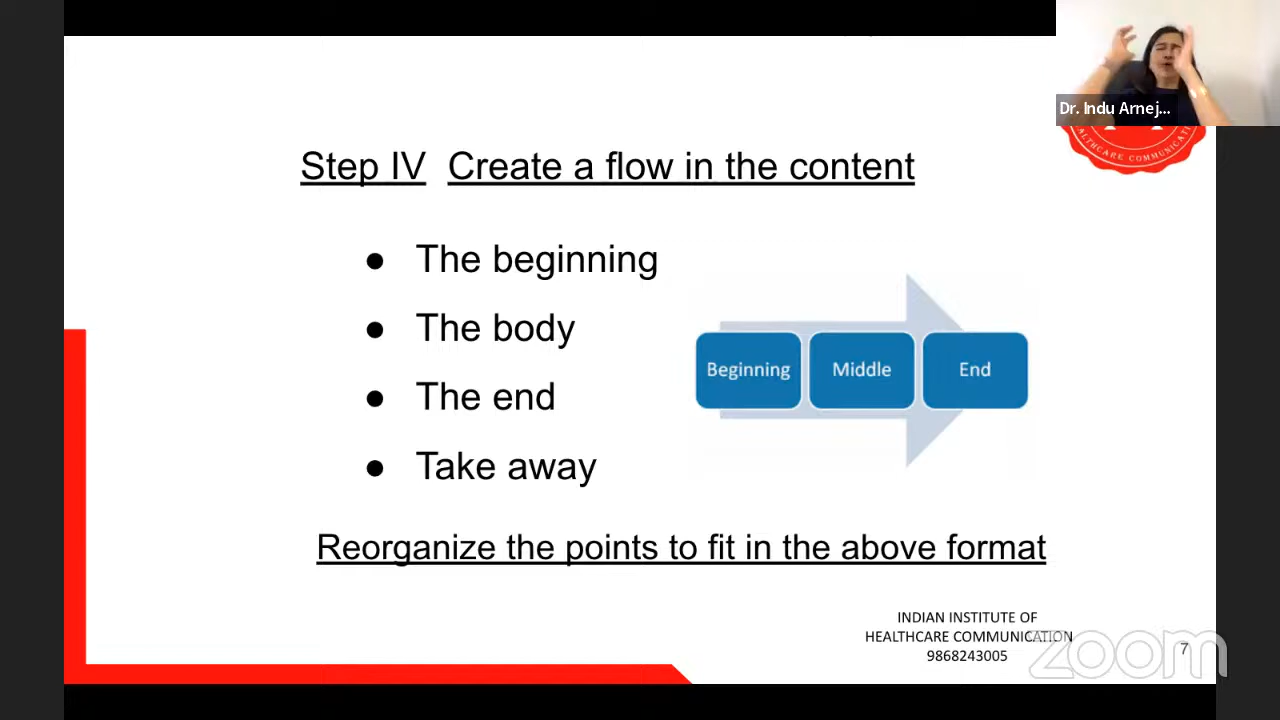 Dr. Indu Arnej...
HEALTHCARE COMMUNICA
Step IV Create a flow in the content
● The beginning
● The body
● The end
● Take away
Beginning Middle End
Reorganize the points to fit in the above format
INDIAN INSTITUTE OF
HEALTHCARE COMMUNICATION
9868243005
zoom
7